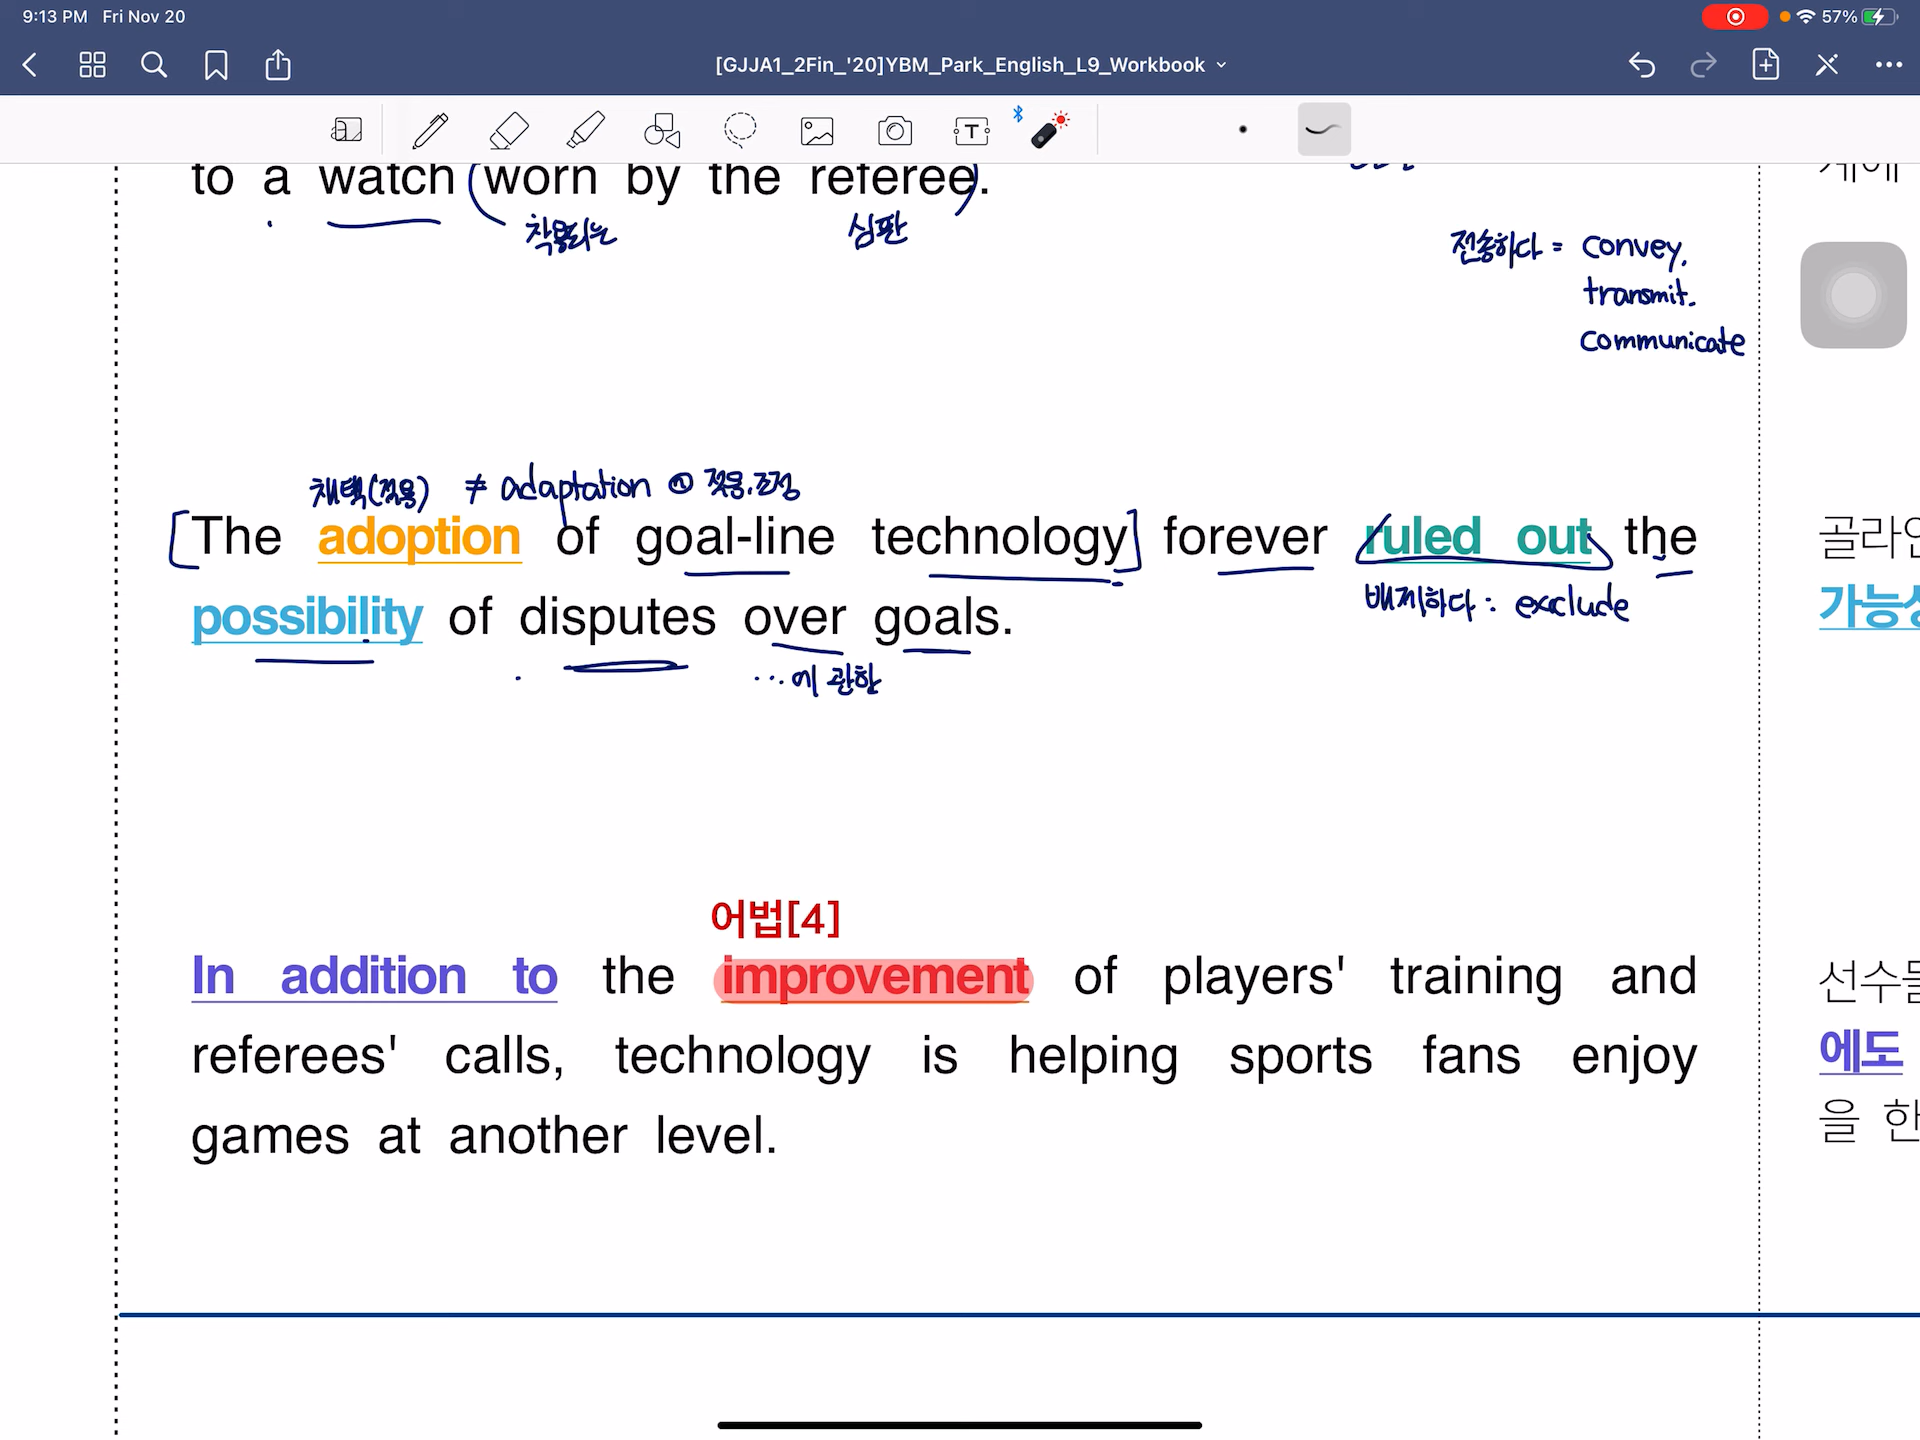 9:13 PM Fri Nov 20
57%
[GJJA1_2Fin_'20]YBM_Park_English_L9_Workbook
to a watch (worn by the referee).
착용되는 심판
전송하다 = convey.
transmit.
communicate
채택(적용) ≠ adaptation ⓝ 적응.조정
[The adoption of goal-line technology] forever ruled out the
배제하다 : exclude
possibility of disputes over goals.
...에 관한
어법[4]
In addition to the improvement of players' training and
referees' calls, technology is helping sports fans enjoy
games at another level.
골라인
가능성
선수들
에도
을 한